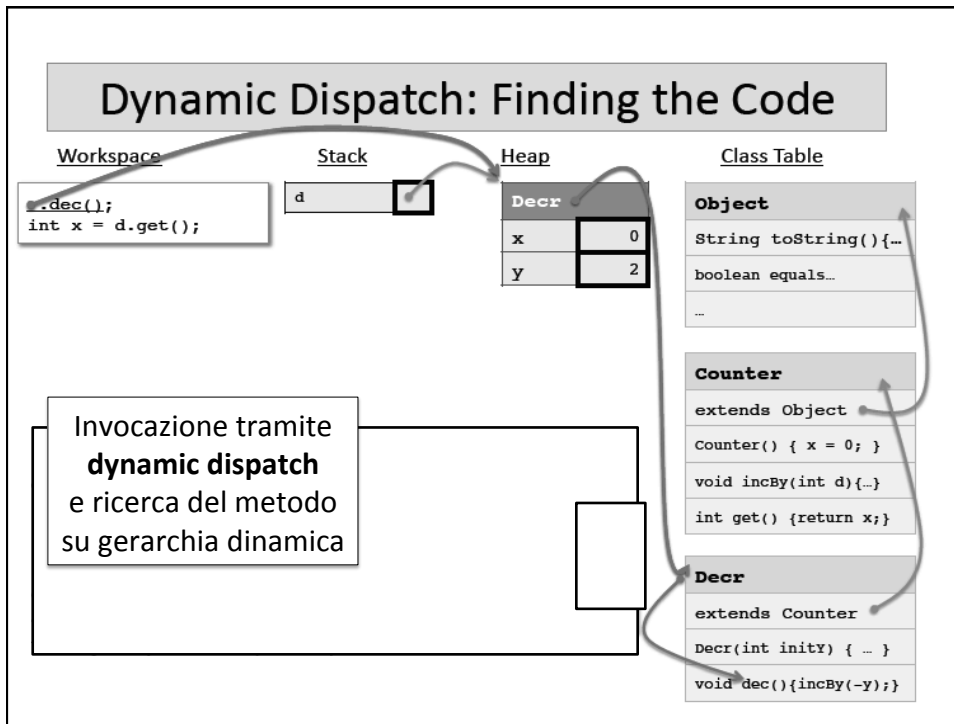 Dynamic Dispatch: Finding the Code
Workspace
.dec();
int x = d.get();
Stack
d
Heap
Decr
x 0
y 2
Class Table
Object
String toString(){…
boolean equals…
…
Counter
extends Object
Counter() { x = 0; }
void incBy(int d){…}
int get() {return x;}
Decr
extends Counter
Decr(int initY) { … }
void dec(){incBy(-y);}
Invocazione tramite
dynamic dispatch
e ricerca del metodo
su gerarchia dinamica